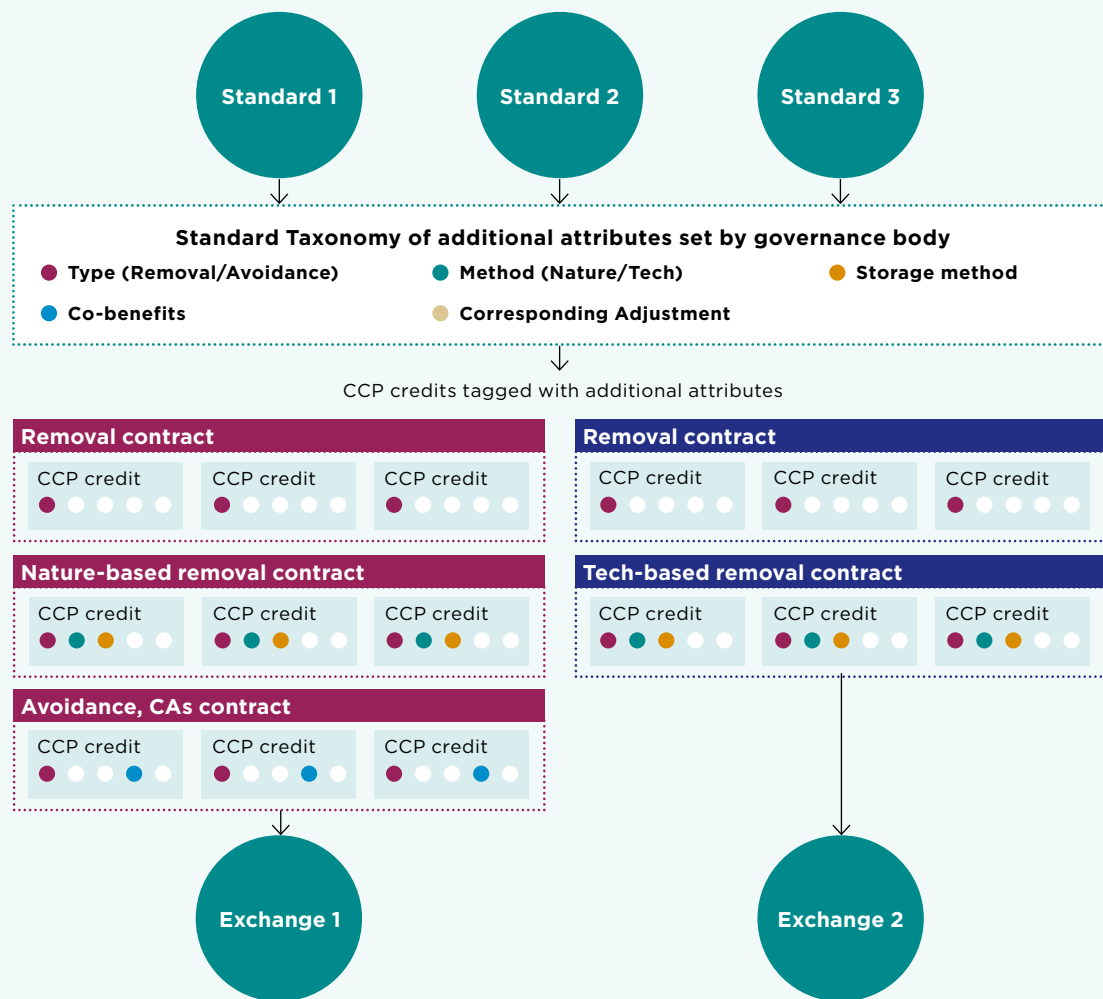 Standard 1
Standard 2
Standard 3
Standard Taxonomy of additional attributes set by governance body
Type (Removal/Avoidance)
Method (Nature/Tech)
Storage method
Co-benefits
Corresponding Adjustment
CCP credits tagged with additional attributes
Removal contract
CCP credit
CCP credit
CCP credit
Nature-based removal contract
CCP credit
CCP credit
CCP credit
Avoidance, CAs contract
CCP credit
CCP credit
CCP credit
Exchange 1
Removal contract
CCP credit
CCP credit
CCP credit
Tech-based removal contract
CCP credit
CCP credit
CCP credit
Exchange 2